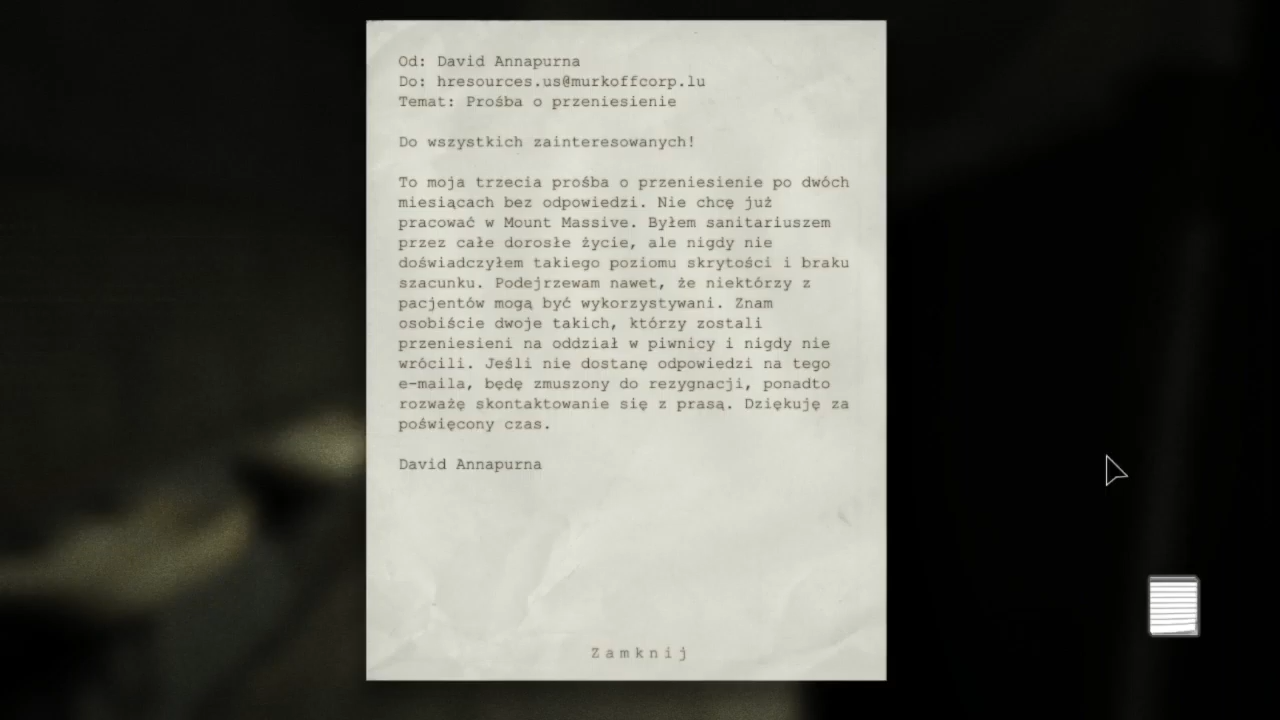 Od: David Annapurna
Do: hresources.us@murkoffcorp.lu
Temat: Prośba o przeniesienie
Do wszystkich zainteresowanych!
To moja trzecia prośba o przeniesienie po dwóch
miesiącach bez odpowiedzi. Nie chcę już
pracować w Mount Massive. Byłem sanitariuszem
przez całe dorosłe życie, ale nigdy nie
doświadczyłem takiego poziomu skrytości i braku
szacunku. Podejrzewam nawet, że niektórzy z
pacjentów mogą być wykorzystywani. Znam
osobiście dwoje takich, którzy zostali
przeniesieni na oddział w piwnicy i nigdy nie
wrócili. Jeśli nie dostanę odpowiedzi na tego
e-maila, będę zmuszony do rezygnacji, ponadto
rozważę skontaktowanie się z prasą. Dziękuję za
poświęcony czas.
David Annapurna
Zamknij